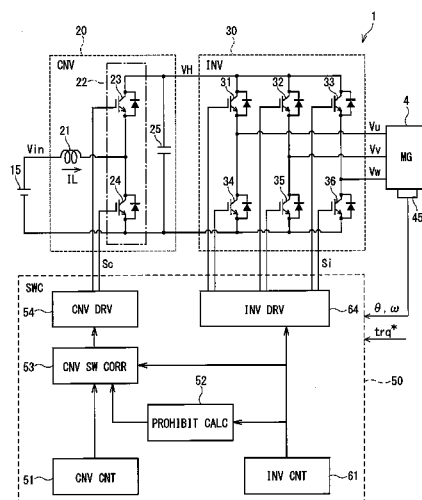 1
20
30
CNV
22
23
VH
INV
31
32
33
4
Vin
21
25
Vu
Vv
Vw
MG
15
IL
24
34
35
36
45
Sc
Si
SWC
CNV DRV
54
INV DRV
64
θ, ω
trq*
CNV SW CORR
53
52
50
PROHIBIT CALC
CNV CNT
51
INV CNT
61